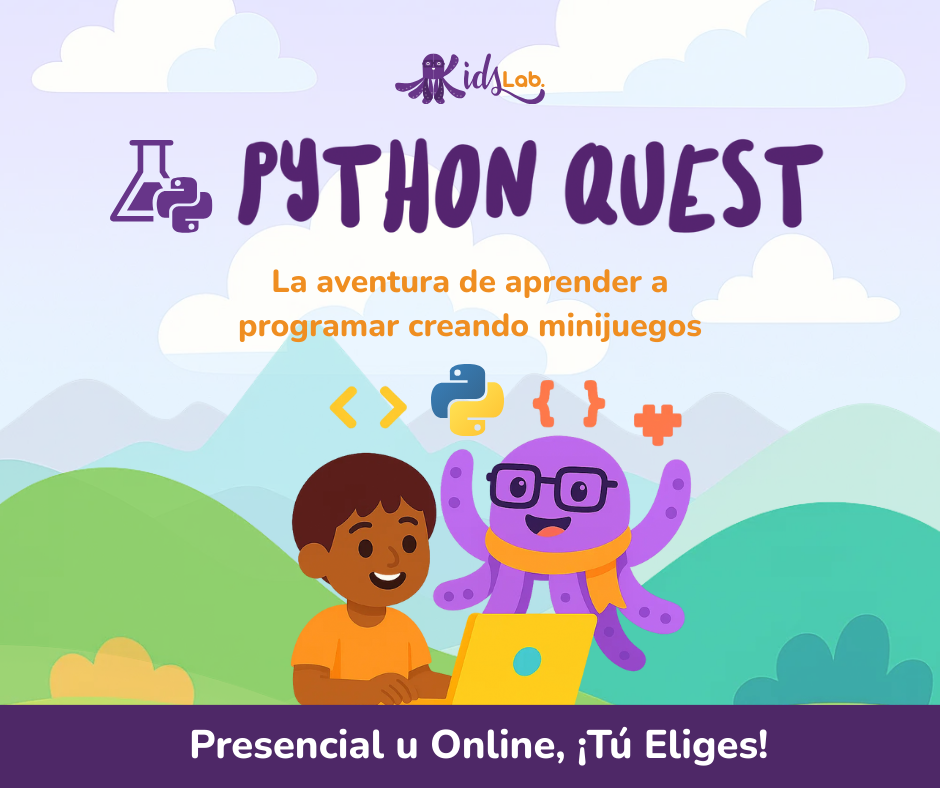 KidsLab.
PYTHON QUEST
La aventura de aprender a
programar creando minijuegos
< > { }
Presencial u Online, ¡Tú Eliges!